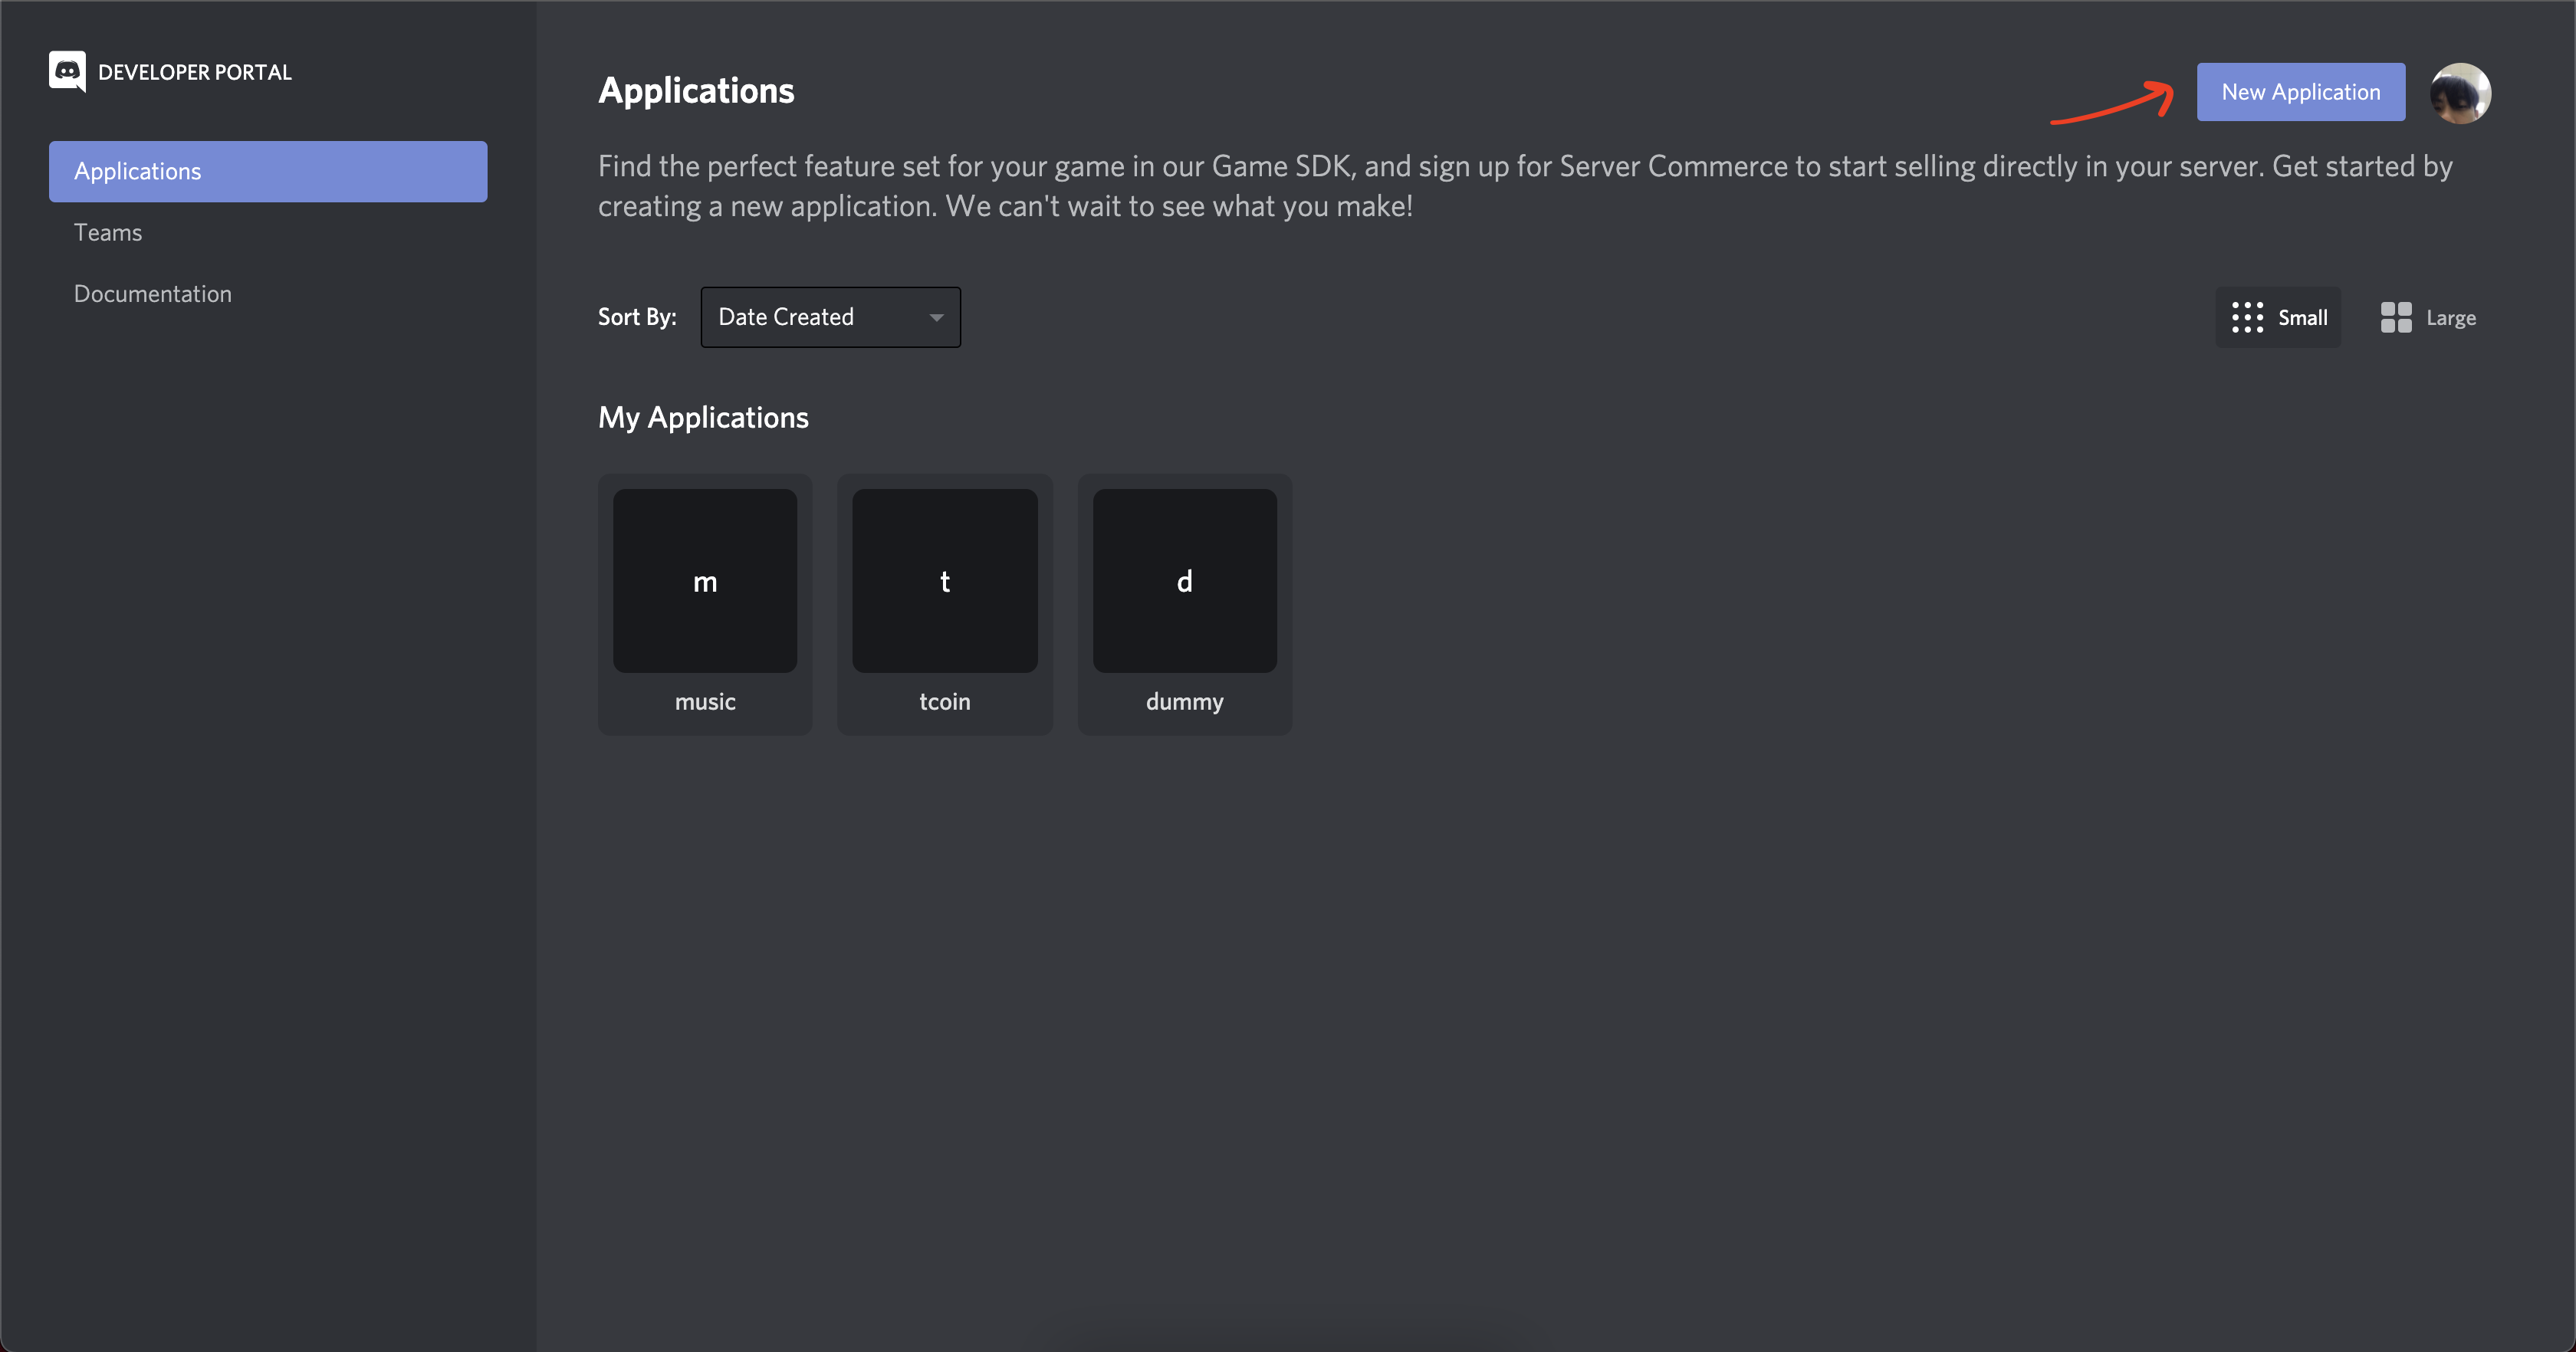 DEVELOPER PORTAL
Applications
Teams
Documentation
Applications
New Application
Find the perfect feature set for your game in our Game SDK, and sign up for Server Commerce to start selling directly in your server. Get started by
creating a new application. We can't wait to see what you make!
Sort By: Date Created
Small Large
My Applications
m t d
music tcoin dummy